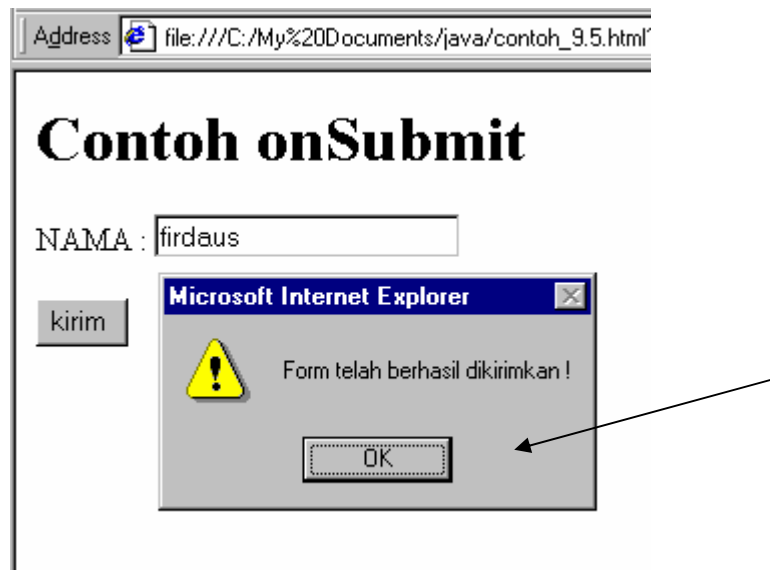 Address file:///C:/My%20Documents/java/contoh_9.5.html?
Contoh onSubmit
NAMA : firdaus
kirim
Microsoft Internet Explorer
Form telah berhasil dikirimkan !
OK